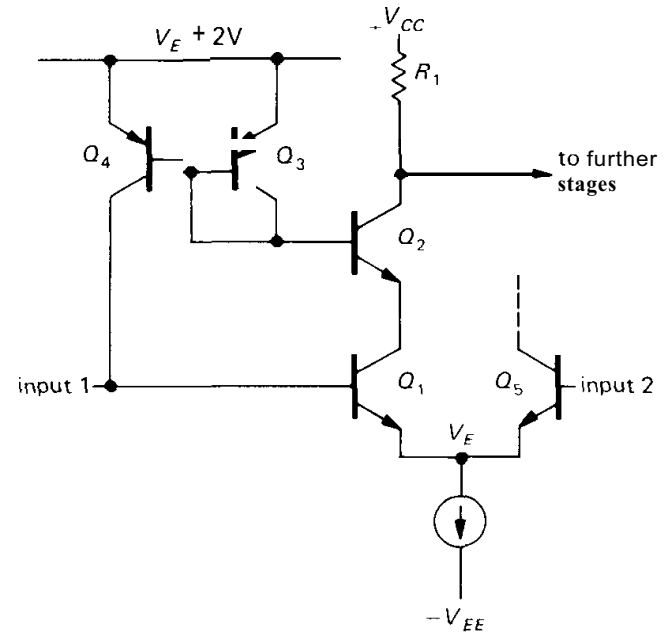 V_E + 2V
-V_CC
R_1
Q_4
Q_3
to further
stages
Q_2
input 1
Q_1
Q_5
input 2
V_E
-V_EE